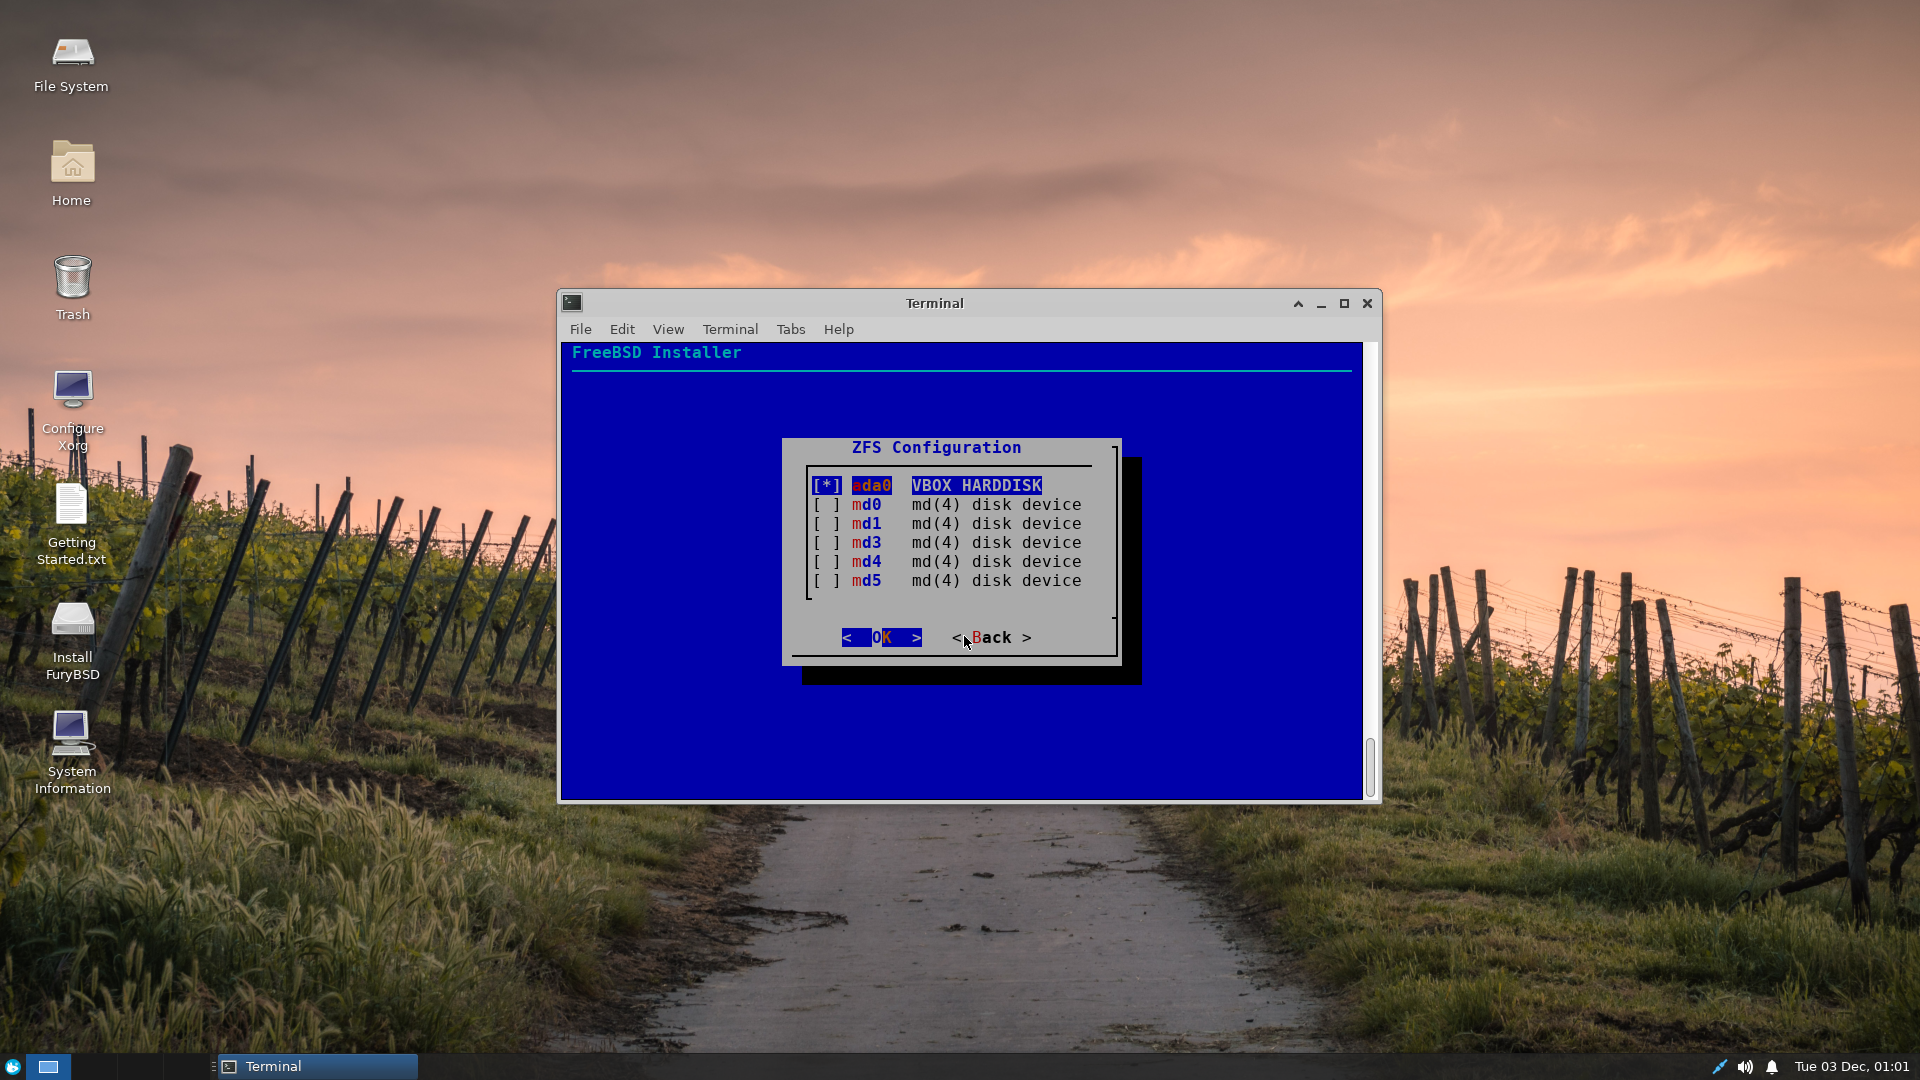 File System
Home
Trash
Configure
Xorg
Getting
Started.txt
Install
FuryBSD
System
Information
Terminal
File Edit View Terminal Tabs Help
FreeBSD Installer
ZFS Configuration
[*] ada0 VBOX HARDDISK
[ ] md0 md(4) disk device
[ ] md1 md(4) disk device
[ ] md3 md(4) disk device
[ ] md4 md(4) disk device
[ ] md5 md(4) disk device
< OK > < Back >
Terminal
Tue 03 Dec, 01:01